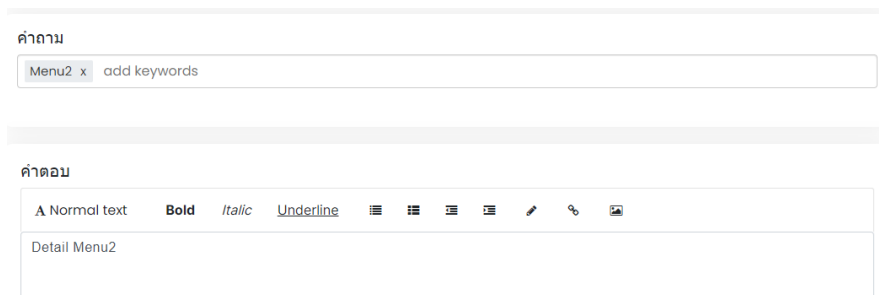 คำถาม
Menu2 x add keywords
คำตอบ
A Normal text Bold Italic Underline
Detail Menu2